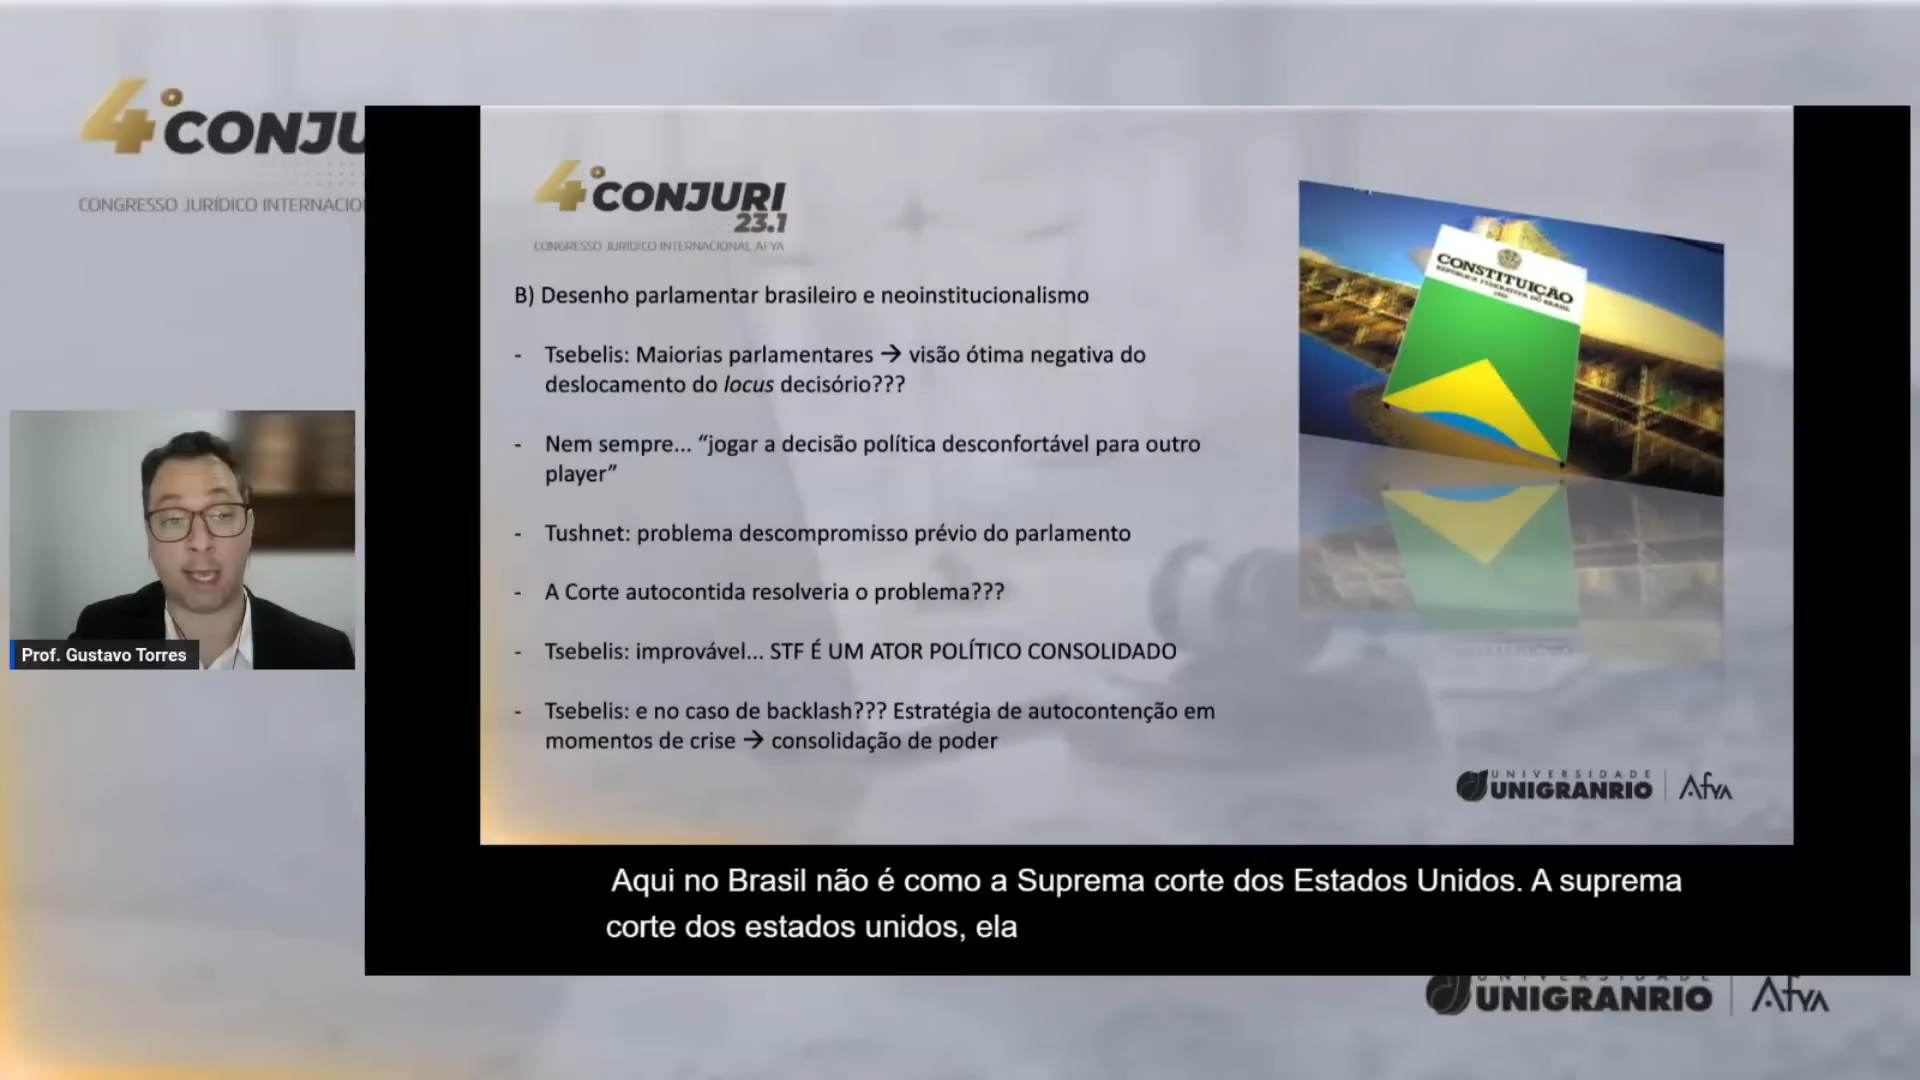 4º CONJU
CONGRESSO JURÍDICO INTERNACIO
4º CONJURI
23.1
CONGRESSO JURÍDICO INTERNACIONAL AFYA
B) Desenho parlamentar brasileiro e neoinstitucionalismo
- Tsebelis: Maiorias parlamentares → visão ótima negativa do
deslocamento do locus decisório???
- Nem sempre... “jogar a decisão política desconfortável para outro
player”
- Tushnet: problema descompromisso prévio do parlamento
- A Corte autocontida resolveria o problema???
- Tsebelis: improvável... STF É UM ATOR POLÍTICO CONSOLIDADO
- Tsebelis: e no caso de backlash??? Estratégia de autocontenção em
momentos de crise → consolidação de poder
CONSTITUIÇÃO
REPÚBLICA FEDERATIVA DO BRASIL
UNIVERSIDADE
UNIGRANRIO
Afya
Prof. Gustavo Torres
Aqui no Brasil não é como a Suprema corte dos Estados Unidos. A suprema
corte dos estados unidos, ela
UNIVERSIDADE
UNIGRANRIO
Afya